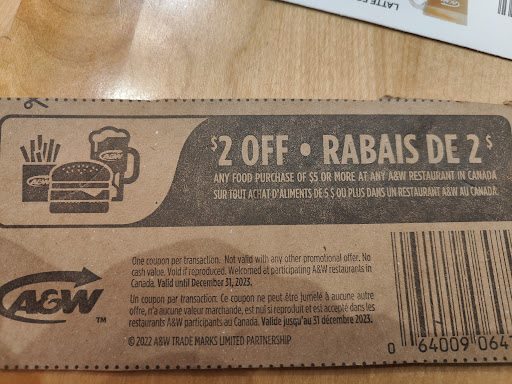 LATTE
A&W
A&W
$2 OFF • RABAIS DE 2$
ANY FOOD PURCHASE OF $5 OR MORE AT ANY A&W RESTAURANT IN CANADA
SUR TOUT ACHAT D'ALIMENTS DE 5 $ OU PLUS DANS UN RESTAURANT A&W AU CANADA
One coupon per transaction. Not valid with any other promotional offer. No
cash value. Void if reproduced. Welcomed at participating A&W restaurants in
Canada. Valid until December 31, 2023.
Un coupon par transaction. Ce coupon ne peut être jumelé à aucune autre
offre, n'a aucune valeur marchande, est nul si reproduit et est accepté dans les
restaurants A&W participants au Canada. Valide jusqu'au 31 décembre 2023.
© 2022 A&W TRADE MARKS LIMITED PARTNERSHIP
A&W
TM
0 64009 064